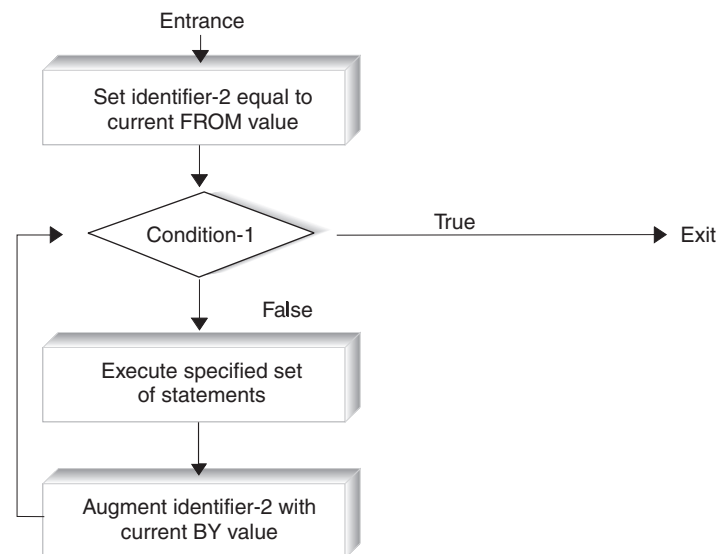 Entrance
Set identifier-2 equal to
current FROM value
Condition-1
True
Exit
False
Execute specified set
of statements
Augment identifier-2 with
current BY value